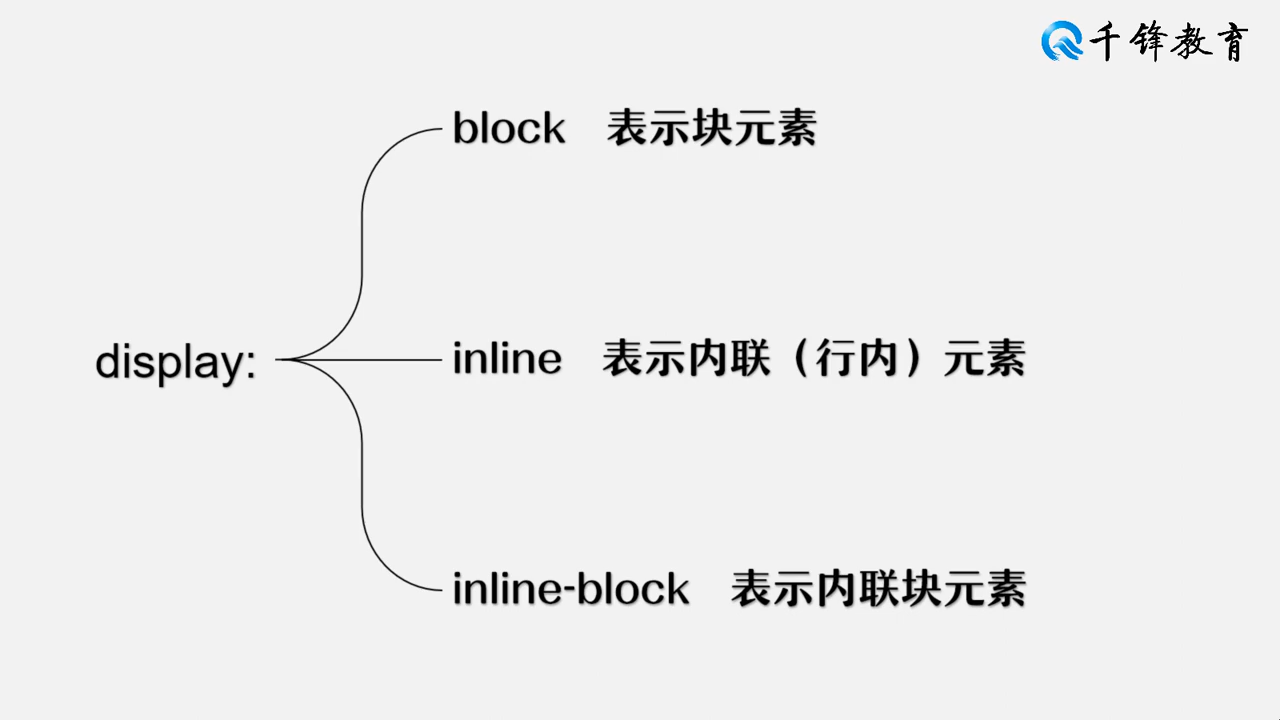 千锋教育
block 表示块元素
display:
inline 表示内联（行内）元素
inline-block 表示内联块元素